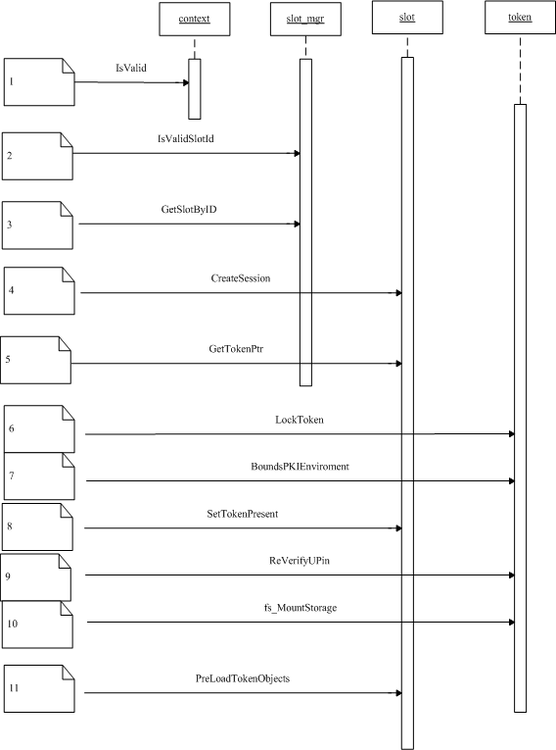 context
slot_mgr
slot
token
IsValid
1
IsValidSlotId
2
GetSlotByID
3
CreateSession
4
GetTokenPtr
5
LockToken
6
BoundsPKIEnviroment
7
SetTokenPresent
8
ReVerifyUPin
9
fs_MountStorage
10
PreLoadTokenObjects
11